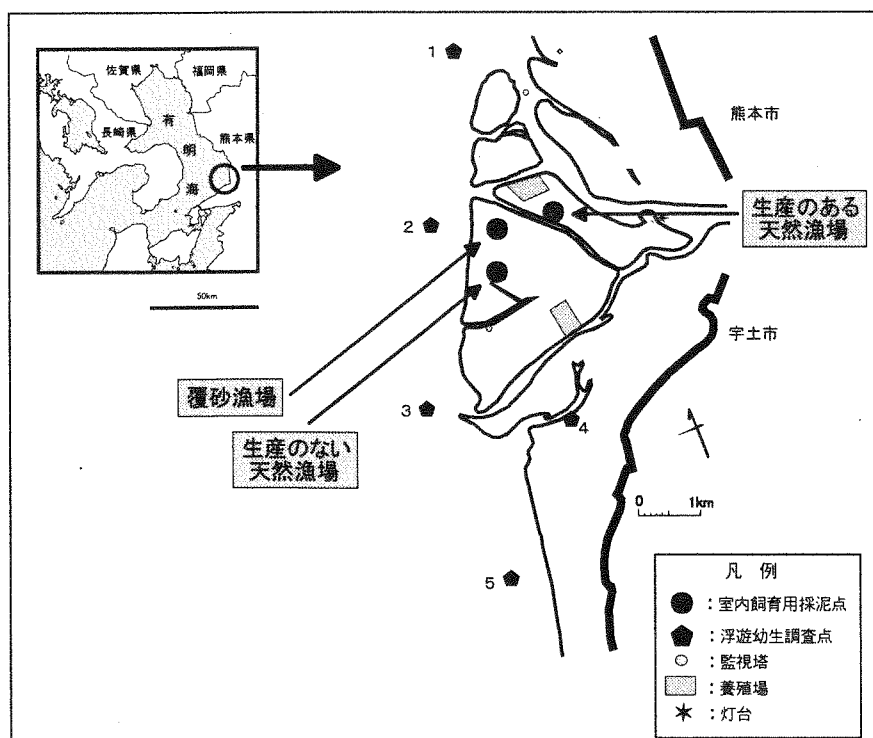 佐賀県
福岡県
有
明
海
長崎県
熊本県
50km
1
熊本市
生産のある
天然漁場
2
宇土市
覆砂漁場
3
4
生産のない
天然漁場
0 1km
5
凡 例
：室内飼育用採泥点
：浮遊幼生調査点
：監視塔
：養殖場
：灯台